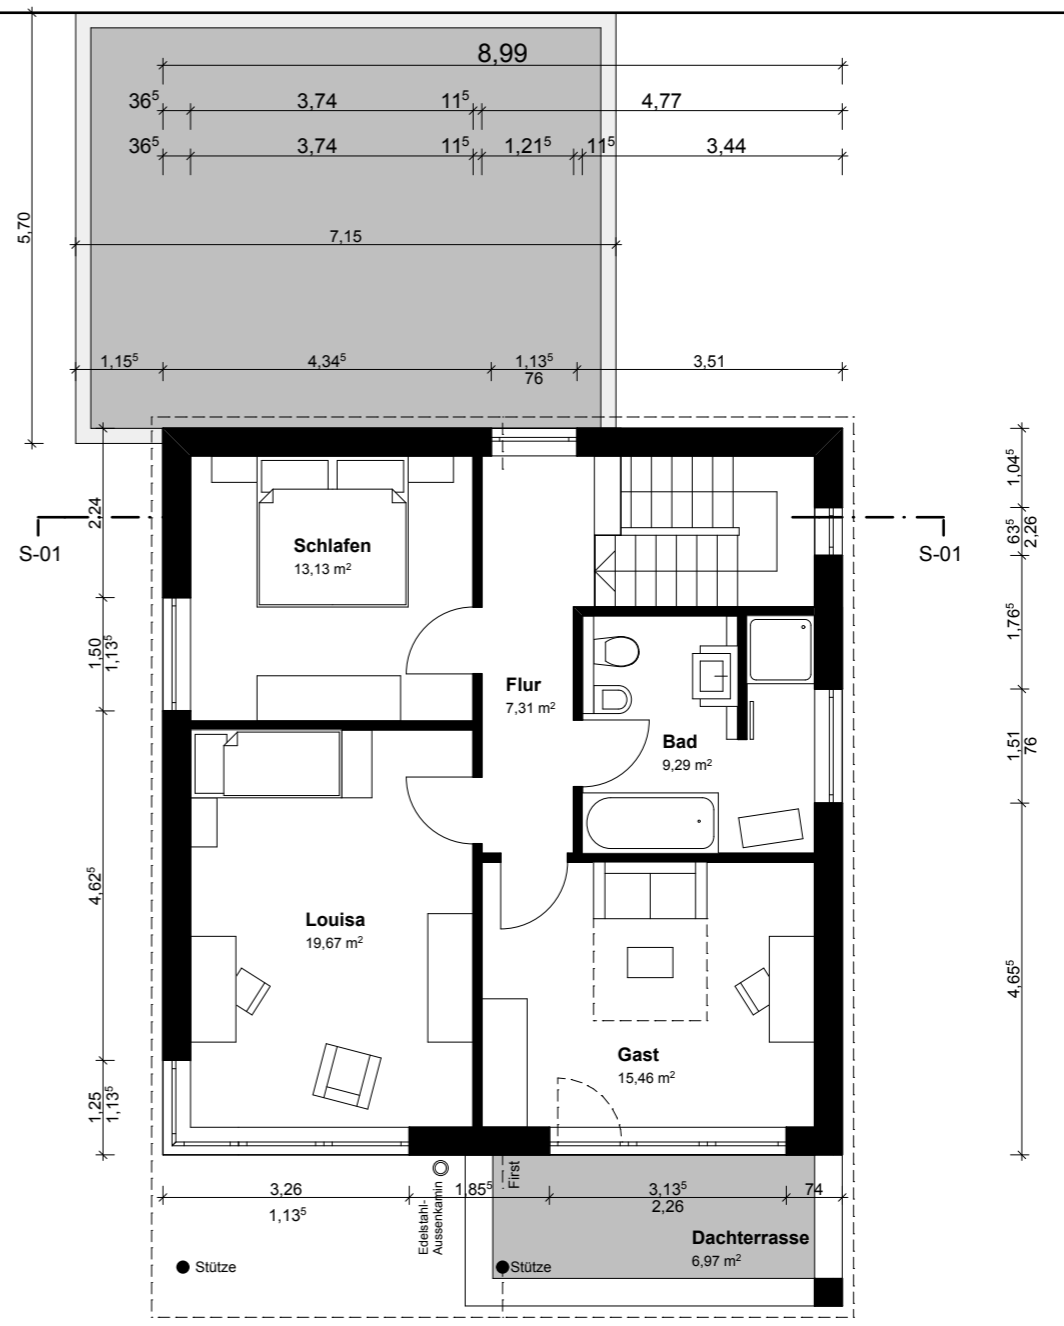 8,99
36⁵ 3,74 11⁵ 4,77
36⁵ 3,74 11⁵ 1,21⁵ 11⁵ 3,44
5,70
7,15
1,15⁵ 4,34⁵ 1,13⁵ 3,51
76
2,24
1,04⁵
63⁵
2,26
S-01
S-01
Schlafen
13,13 m²
1,50
1,13⁵
1,76⁵
Flur
7,31 m²
Bad
9,29 m²
1,51
76
4,62⁵
Louisa
19,67 m²
4,65⁵
Gast
15,46 m²
1,25
1,13⁵
3,26 1,85⁵ 3,13⁵ 74
1,13⁵ 2,26
Edelstahl-
Aussenkamin
First
Dachterrasse
6,97 m²
Stütze
Stütze